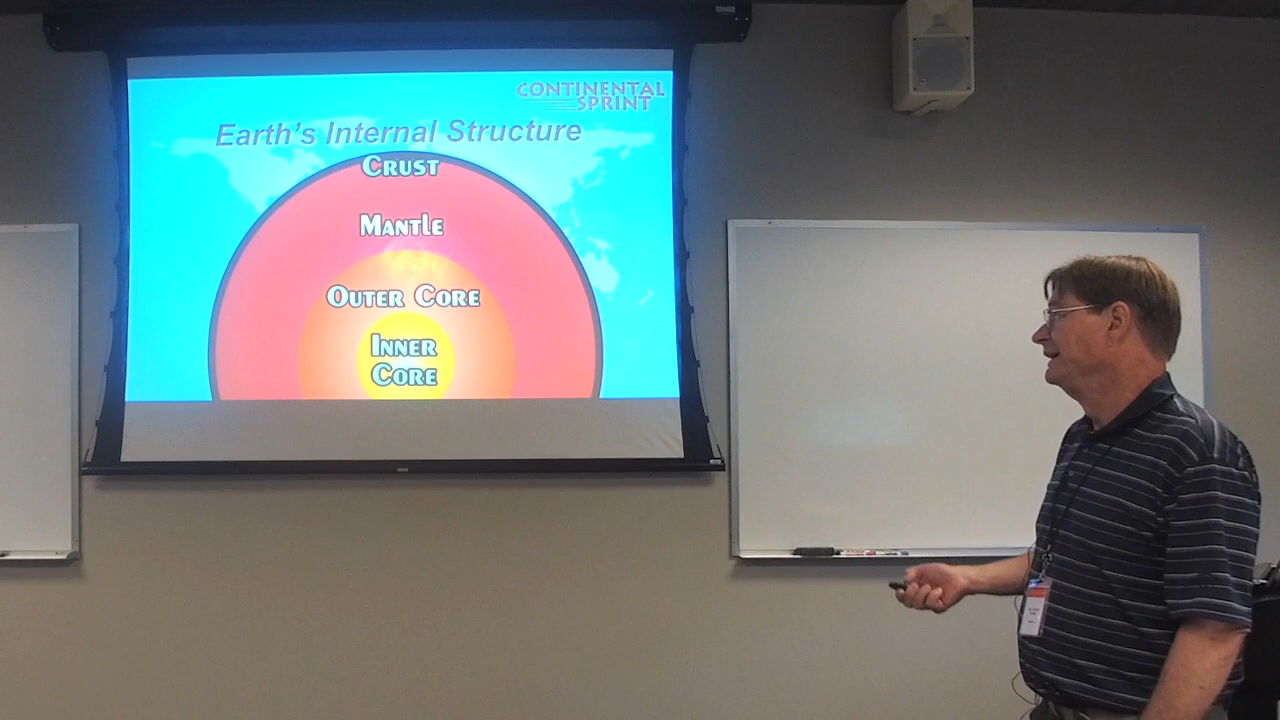 CONTINENTAL
SPRINT
Earth's Internal Structure
CRUST
MANTLE
OUTER CORE
INNER
CORE